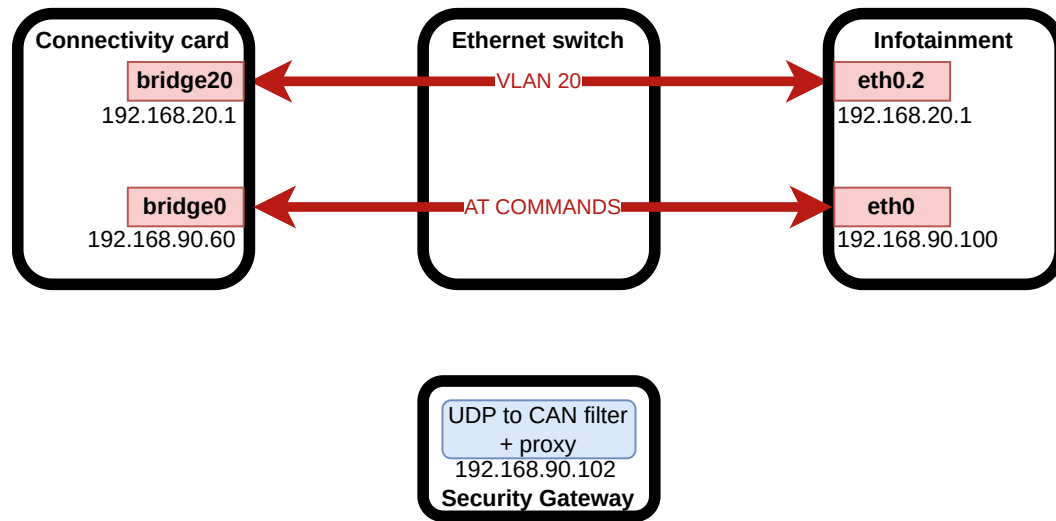 Connectivity card
Ethernet switch
Infotainment
bridge20
VLAN 20
eth0.2
192.168.20.1
192.168.20.1
bridge0
AT COMMANDS
eth0
192.168.90.60
192.168.90.100
UDP to CAN filter
+ proxy
192.168.90.102
Security Gateway